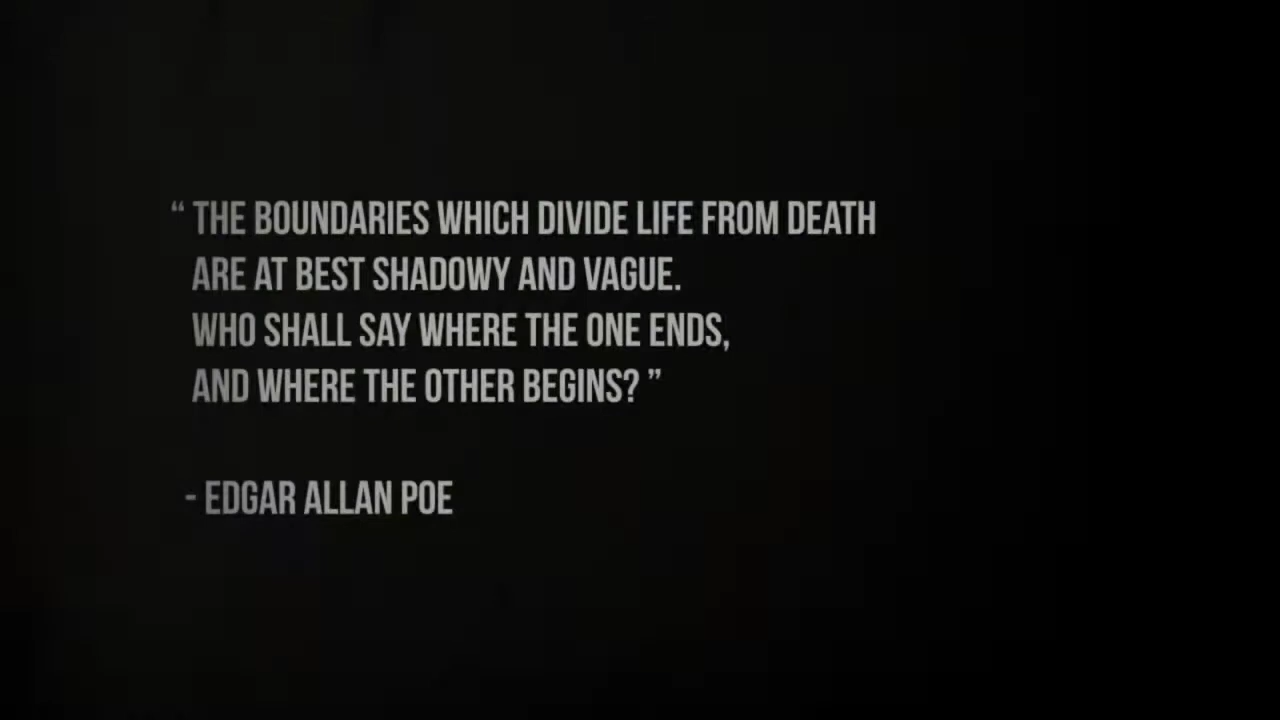 “ THE BOUNDARIES WHICH DIVIDE LIFE FROM DEATH
ARE AT BEST SHADOWY AND VAGUE.
WHO SHALL SAY WHERE THE ONE ENDS,
AND WHERE THE OTHER BEGINS? ”
- EDGAR ALLAN POE